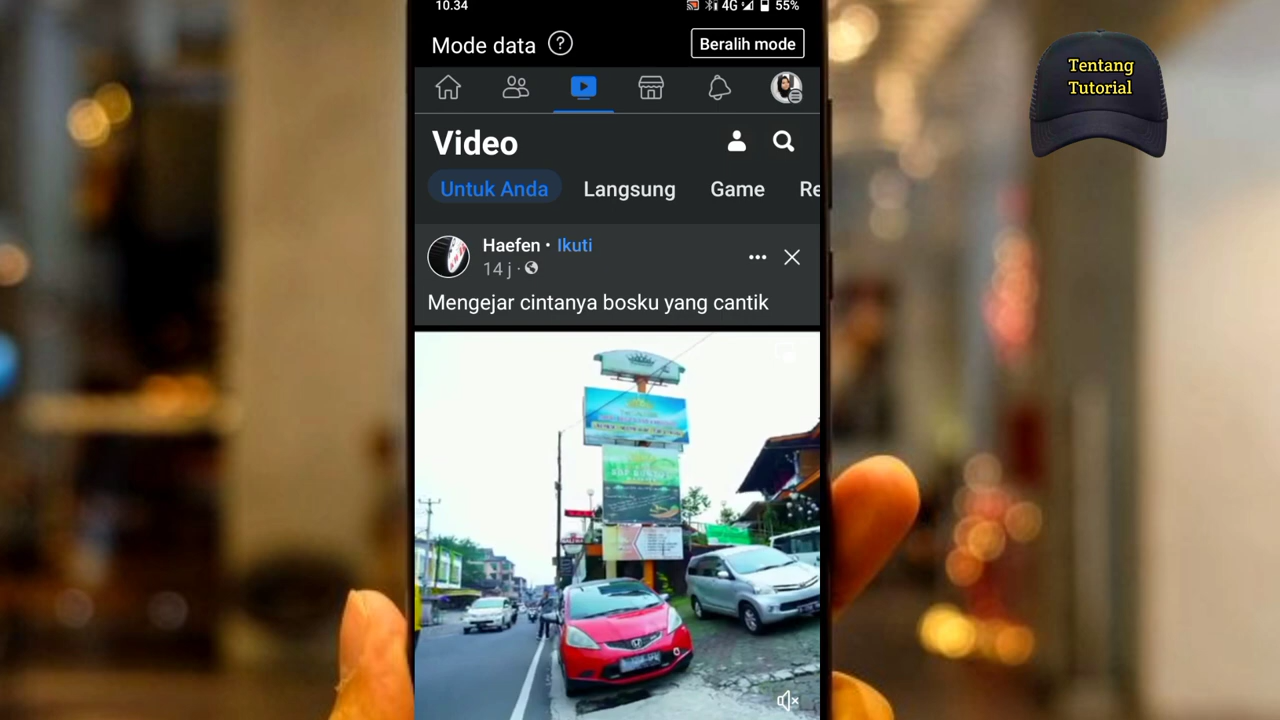 10.34
4G
55%
Mode data ?
Beralih mode
Tentang
Tutorial
Video
Untuk Anda
Langsung
Game
Re
Haefen • Ikuti
14 j ·
Mengejar cintanya bosku yang cantik